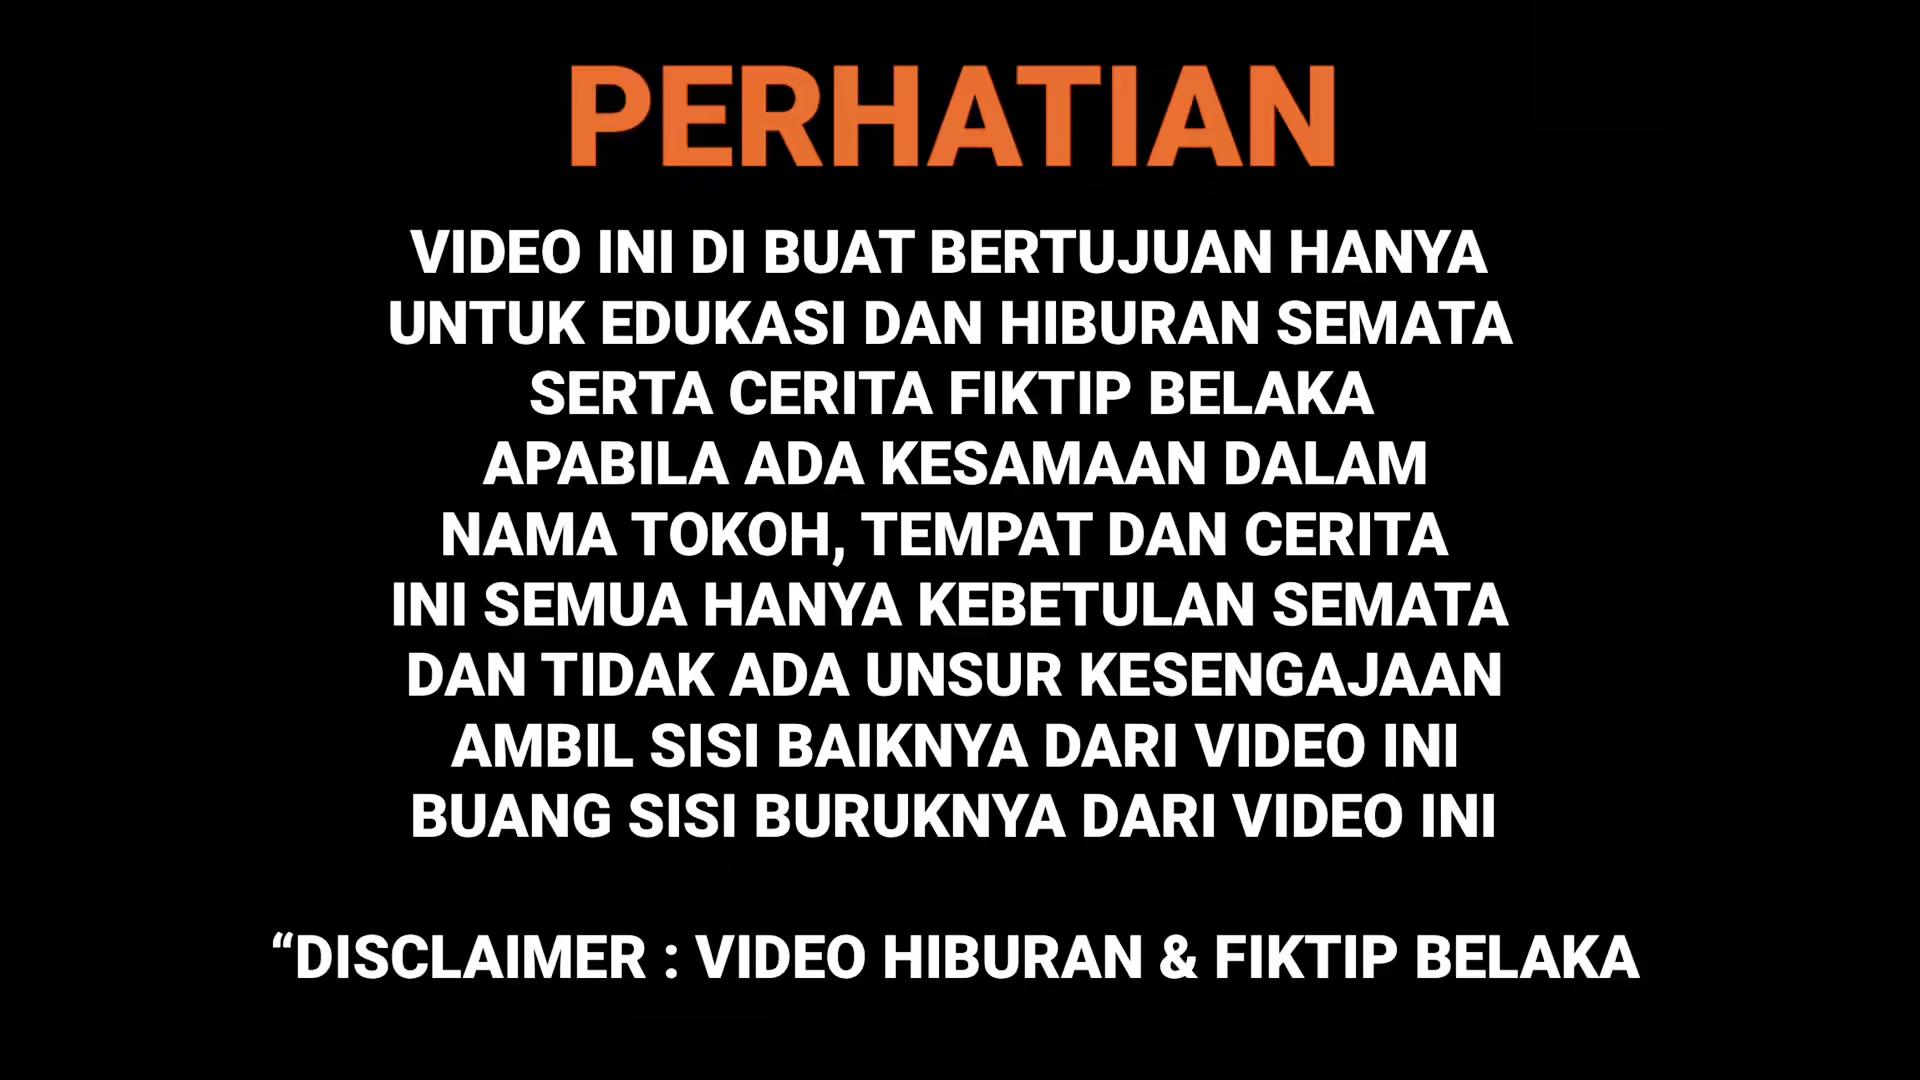 PERHATIAN
VIDEO INI DI BUAT BERTUJUAN HANYA
UNTUK EDUKASI DAN HIBURAN SEMATA
SERTA CERITA FIKTIP BELAKA
APABILA ADA KESAMAAN DALAM
NAMA TOKOH, TEMPAT DAN CERITA
INI SEMUA HANYA KEBETULAN SEMATA
DAN TIDAK ADA UNSUR KESENGAJAAN
AMBIL SISI BAIKNYA DARI VIDEO INI
BUANG SISI BURUKNYA DARI VIDEO INI
“DISCLAIMER : VIDEO HIBURAN & FIKTIP BELAKA